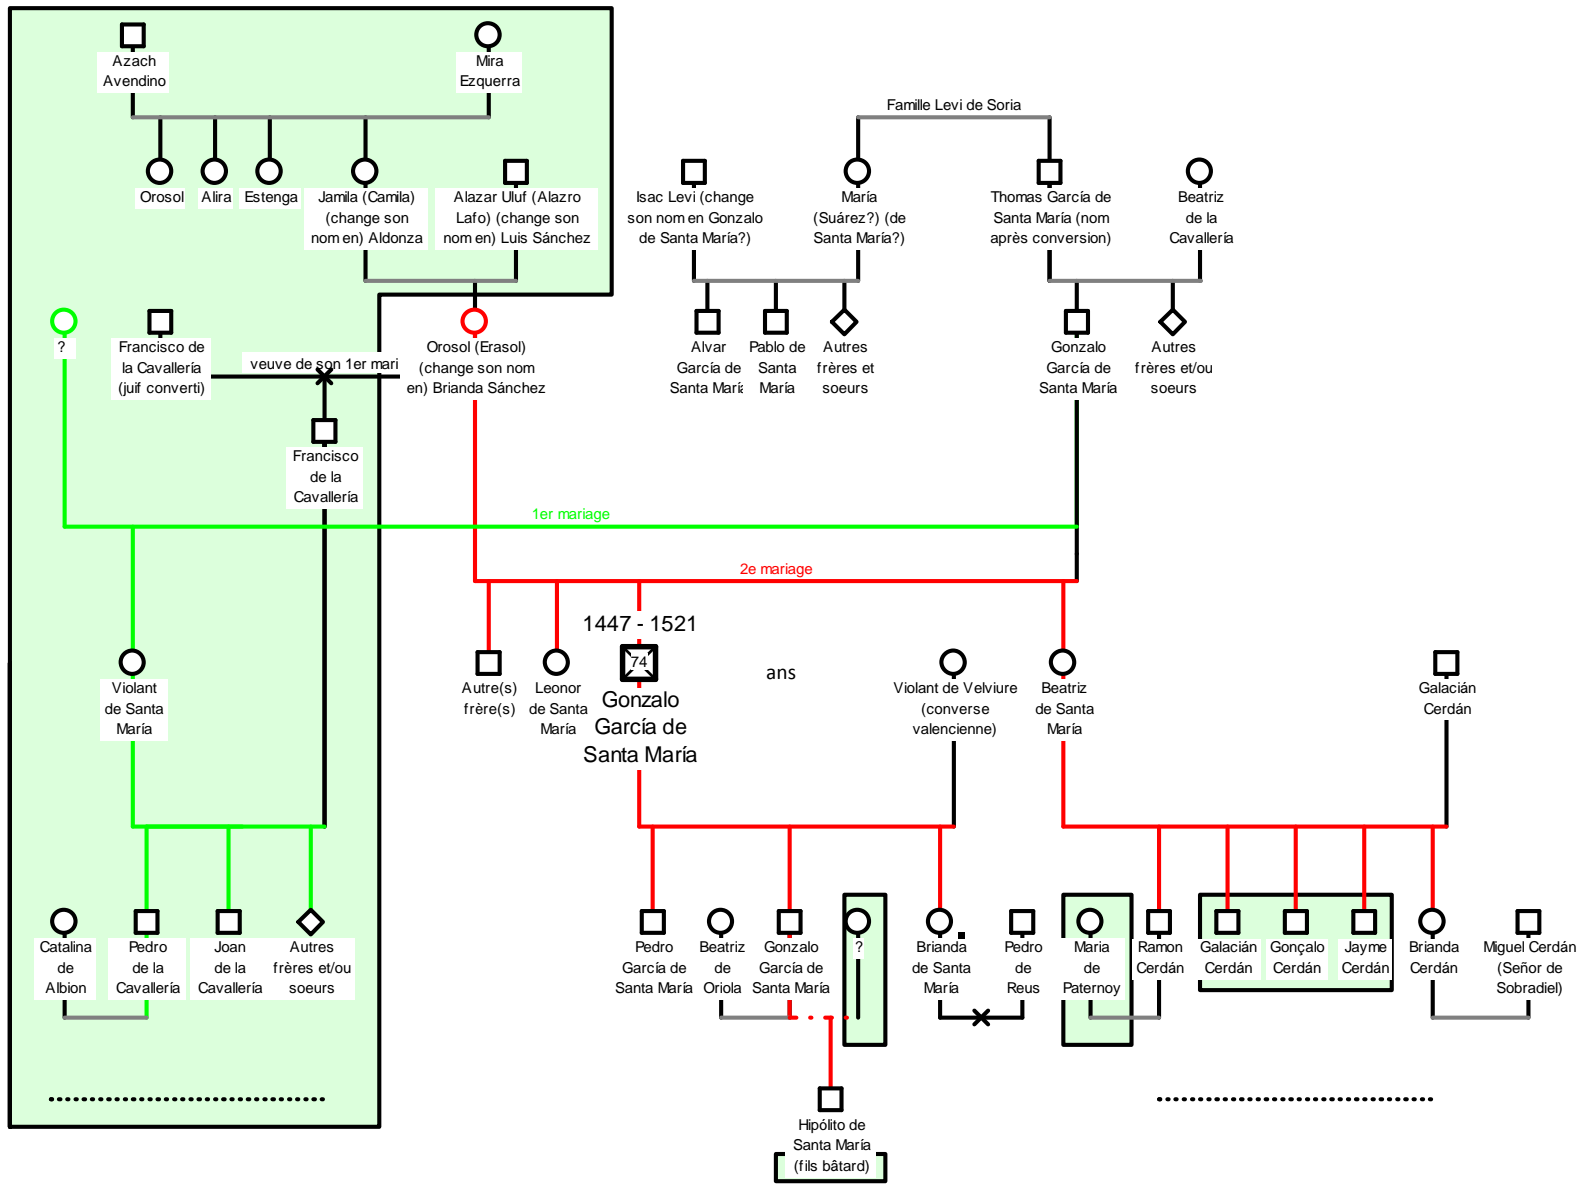 Azach
Avendino
Mira
Ezquerra
Famille Levi de Soria
Orosol
Alira
Estenga
Jamila (Camila)
(change son
nom en) Aldonza
Alazar Uluf (Alazro
Lafo) (change son
nom en) Luis Sánchez
Isac Levi (change
son nom en Gonzalo
de Santa María?)
María
(Suárez?) (de
Santa María?)
Thomas García de
Santa María (nom
après conversion)
Beatriz
de la
Cavallería
?
Francisco de
la Cavallería
(juif converti)
veuve de son 1er mari
Orosol (Erasol)
(change son nom
en) Brianda Sánchez
Alvar
García de
Santa María
Pablo de
Santa
María
Autres
frères et
soeurs
Gonzalo
García de
Santa María
Autres
frères et/ou
soeurs
Francisco
de la
Cavallería
1er mariage
2e mariage
1447 - 1521
74
ans
Violant
de Santa
María
Autre(s)
frère(s)
Leonor
de Santa
María
Gonzalo
García de
Santa María
Violant de Velviure
(converse
valencienne)
Beatriz
de Santa
María
Galacián
Cerdán
Catalina
de
Albion
Pedro
de la
Cavallería
Joan
de la
Cavallería
Autres
frères et/ou
soeurs
Pedro
García de
Santa María
Beatriz
de
Oriola
Gonzalo
García de
Santa María
?
Brianda
de Santa
María
Pedro
de
Reus
Maria
de
Paternoy
Ramon
Cerdán
Galacián
Cerdán
Gonçalo
Cerdán
Jayme
Cerdán
Brianda
Cerdán
Miguel Cerdán
(Señor de
Sobradiel)
Hipólito de
Santa María
(fils bâtard)